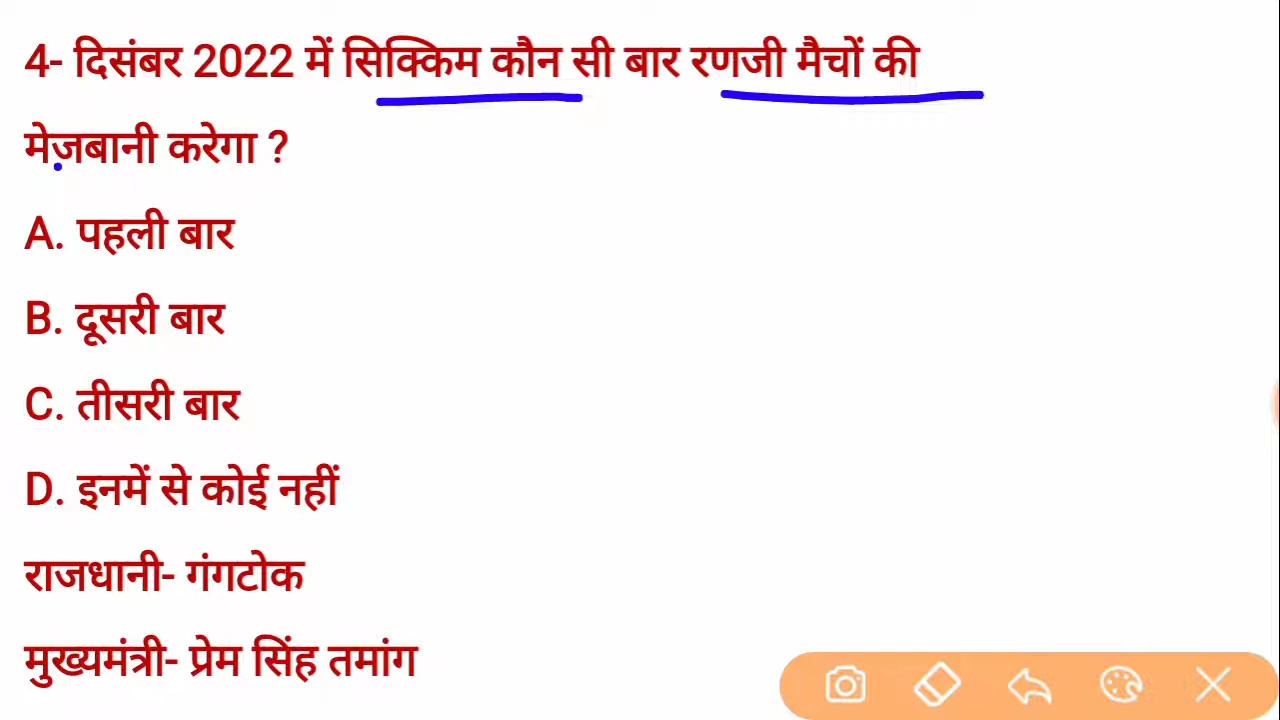 4- दिसंबर 2022 में सिक्किम कौन सी बार रणजी मैचों की
मेज़बानी करेगा ?
A. पहली बार
B. दूसरी बार
C. तीसरी बार
D. इनमें से कोई नहीं
राजधानी- गंगटोक
मुख्यमंत्री- प्रेम सिंह तमांग